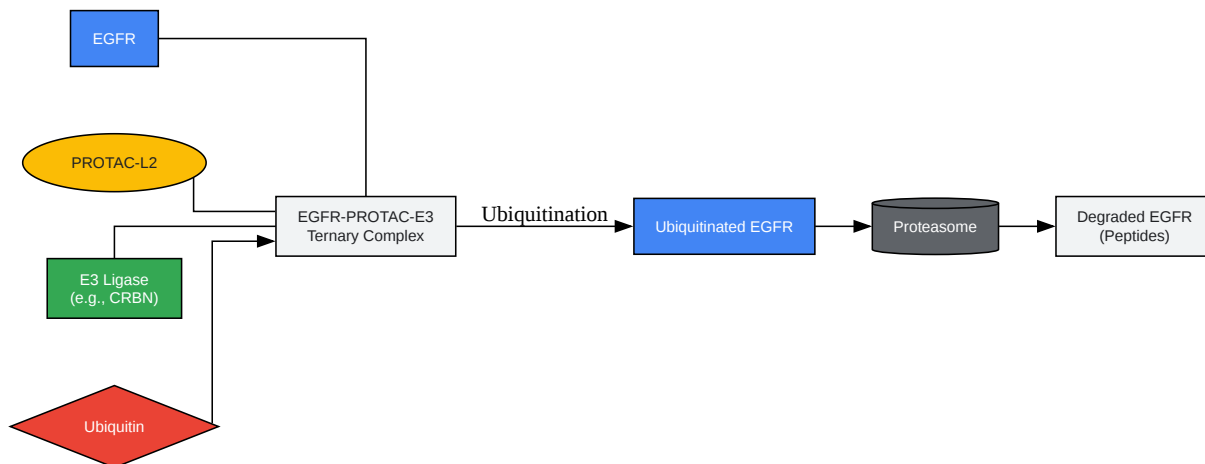 EGFR
PROTAC-L2
EGFR-PROTAC-E3
Ternary Complex
Ubiquitination
Ubiquitinated EGFR
Proteasome
Degraded EGFR
(Peptides)
E3 Ligase
(e.g., CRBN)
Ubiquitin